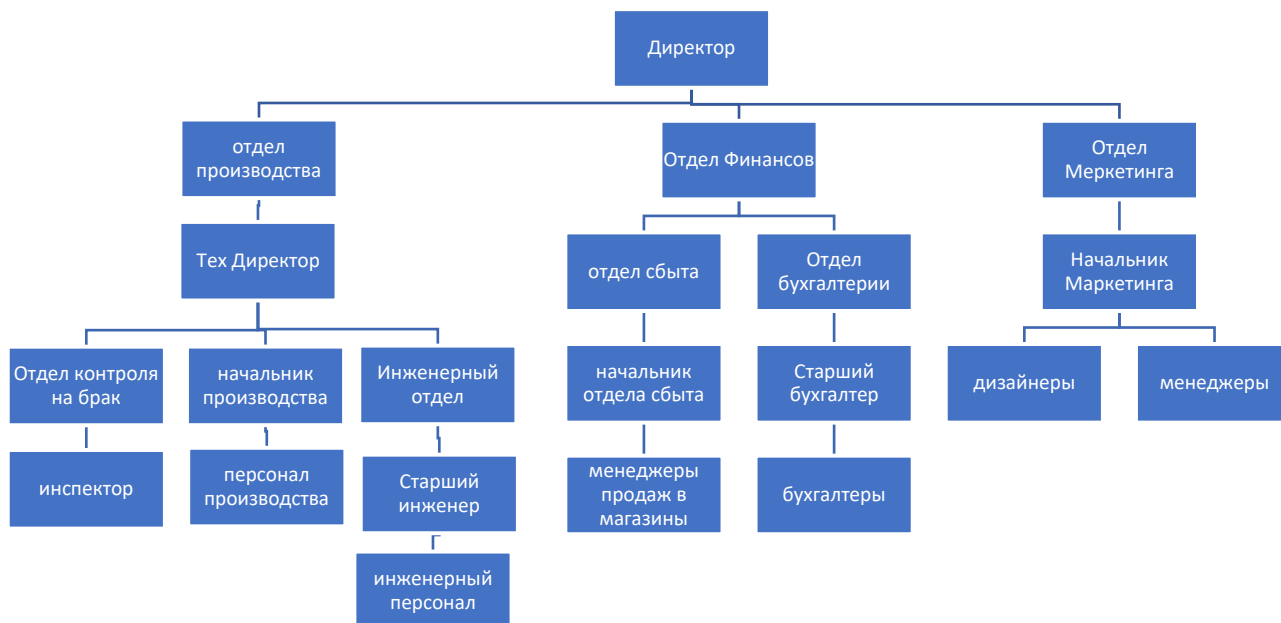 Директор
отдел
производства
Отдел Финансов
Отдел
Меркетинга
Тех Директор
отдел сбыта
Отдел
бухгалтерии
Начальник
Маркетинга
Отдел контроля
на брак
начальник
производства
Инженерный
отдел
начальник
отдела сбыта
Старший
бухгалтер
дизайнеры
менеджеры
инспектор
персонал
производства
Старший
инженер
менеджеры
продаж в
магазины
бухгалтеры
инженерный
персонал